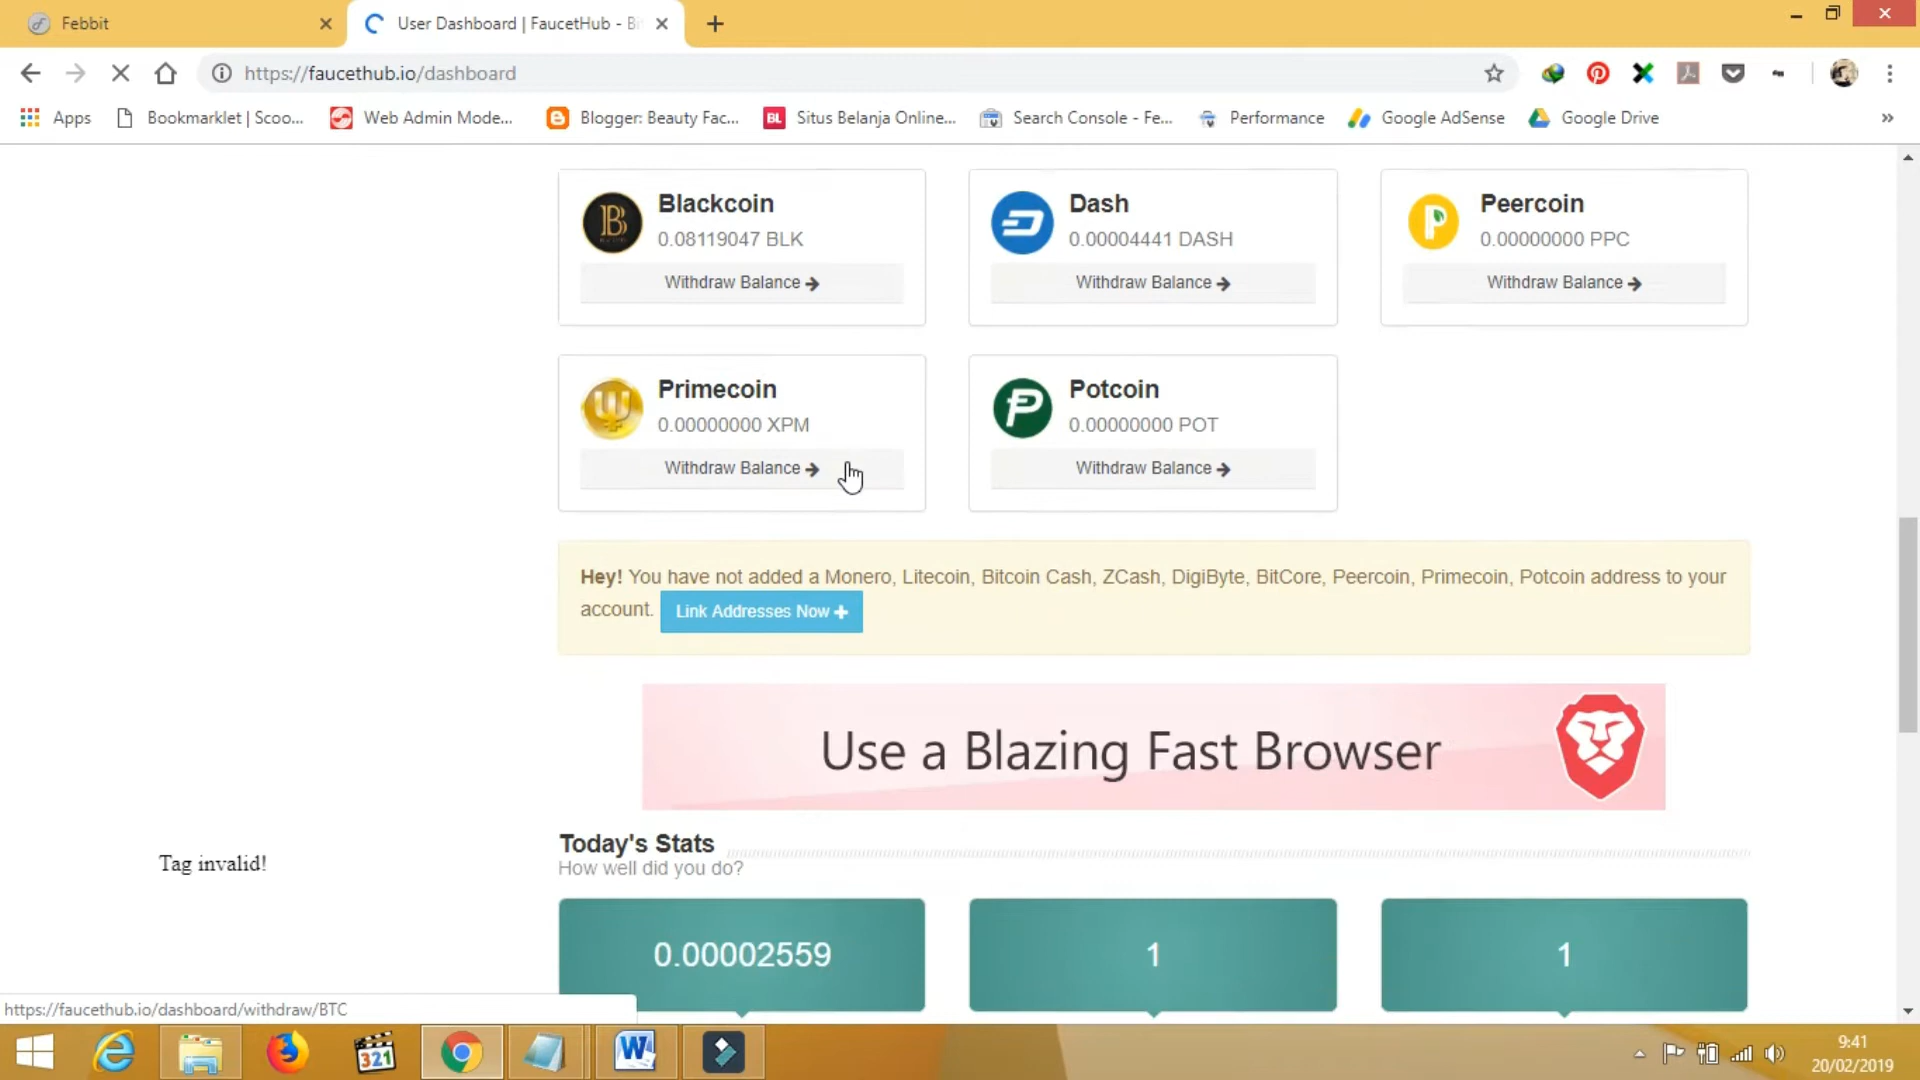 Febbit
User Dashboard | FaucetHub - Bi
https://faucethub.io/dashboard
Apps
Bookmarklet | Scoo...
Web Admin Mode...
Blogger: Beauty Fac...
BL
Situs Belanja Online...
Search Console - Fe...
Performance
Google AdSense
Google Drive
»
Blackcoin
0.08119047 BLK
Withdraw Balance
Dash
0.00004441 DASH
Withdraw Balance
Peercoin
0.00000000 PPC
Withdraw Balance
Primecoin
0.00000000 XPM
Withdraw Balance
Potcoin
0.00000000 POT
Withdraw Balance
Hey! You have not added a Monero, Litecoin, Bitcoin Cash, ZCash, DigiByte, BitCore, Peercoin, Primecoin, Potcoin address to your
account. Link Addresses Now
Use a Blazing Fast Browser
Today's Stats
How well did you do?
Tag invalid!
0.00002559
1
1
https://faucethub.io/dashboard/withdraw/BTC
321
9:41
20/02/2019